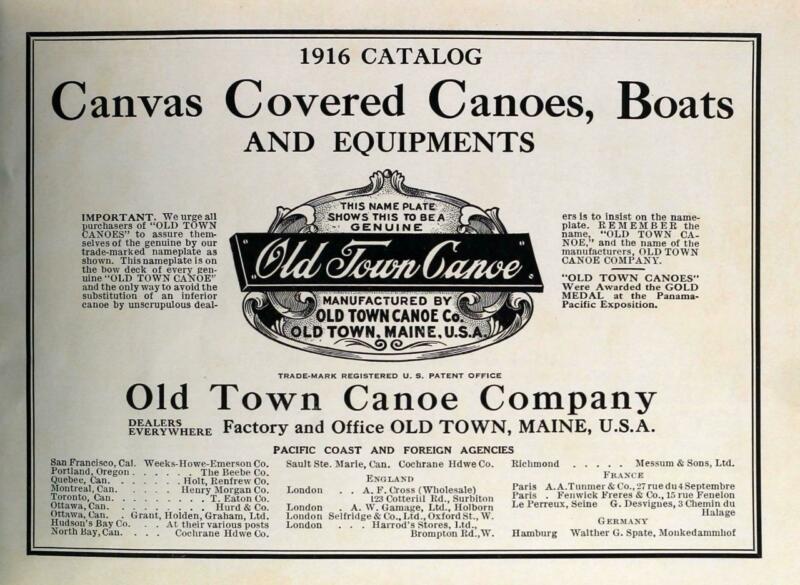 1916 CATALOG
Canvas Covered Canoes, Boats
AND EQUIPMENTS
IMPORTANT. We urge all
purchasers of "OLD TOWN
CANOES" to assure them-
selves of the genuine by our
trade-marked nameplate as
shown. This nameplate is on
the bow deck of every gen-
uine "OLD TOWN CANOE"
and the only way to avoid the
substitution of an inferior
canoe by unscrupulous deal-
THIS NAME PLATE
SHOWS THIS TO BE A
GENUINE
"Old Town Canoe"
MANUFACTURED BY
OLD TOWN CANOE Co.
OLD TOWN, MAINE, U.S.A.
ers is to insist on the name-
plate. REMEMBER the
name, "OLD TOWN CA-
NOE," and the name of the
manufacturers, OLD TOWN
CANOE COMPANY.
"OLD TOWN CANOES"
Were Awarded the GOLD
MEDAL at the Panama-
Pacific Exposition.
TRADE-MARK REGISTERED U. S. PATENT OFFICE
Old Town Canoe Company
DEALERS
EVERYWHERE
Factory and Office OLD TOWN, MAINE, U.S.A.
PACIFIC COAST AND FOREIGN AGENCIES
San Francisco, Cal. Weeks-Howe-Emerson Co.
Portland, Oregon . . . . . . The Beebe Co.
Quebec, Can. . . . . . Holt, Renfrew Co.
Montreal, Can. . . . . . Henry Morgan Co.
Toronto, Can. . . . . . . T. Eaton Co.
Ottawa, Can. . . . . . . Hurd & Co.
Ottawa, Can. . . Grant, Holden, Graham, Ltd.
Hudson's Bay Co. . . . At their various posts
North Bay, Can. . . . Cochrane Hdwe Co.
Sault Ste. Marie, Can. Cochrane Hdwe Co.
ENGLAND
London . . . A. F. Cross (Wholesale)
123 Cotterill Rd., Surbiton
London . . A. W. Gamage, Ltd., Holborn
London Selfridge & Co., Ltd., Oxford St., W.
London . . . Harrod's Stores, Ltd.,
Brompton Rd., W.
Richmond . . . . . Messum & Sons, Ltd.
FRANCE
Paris A. A. Tunmer & Co., 27 rue du 4 Septembre
Paris . Fenwick Freres & Co., 15 rue Fenelon
Le Perreux, Seine G. Desvignes, 3 Chemin du
Halage
GERMANY
Hamburg Walther G. Spate, Monkedammhof